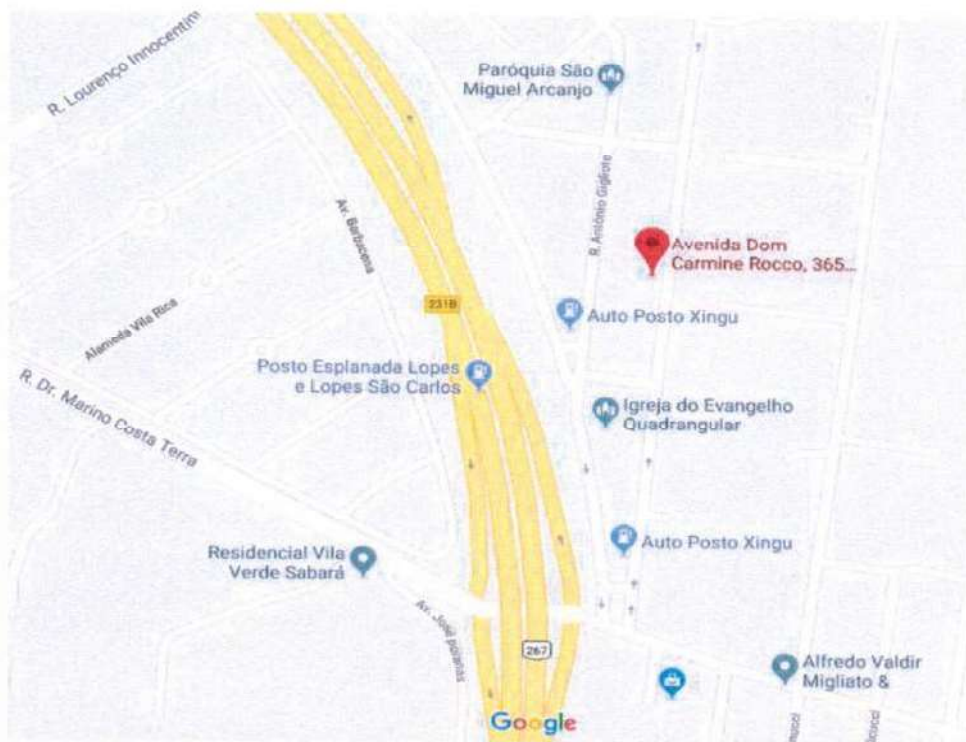 R. Lourenço Innocentini
Paróquia São
Miguel Arcanjo
R. Antônio Gigliote
Av. Barbacena
Avenida Dom
Carmine Rocco, 365...
231B
Auto Posto Xingu
Alameda Vila Rica
Posto Esplanada Lopes
e Lopes São Carlos
R. Dr. Marino Costa Terra
Igreja do Evangelho
Quadrangular
Auto Posto Xingu
Residencial Vila
Verde Sabará
Av. José
267
Alfredo Valdir
Migliato &
Google